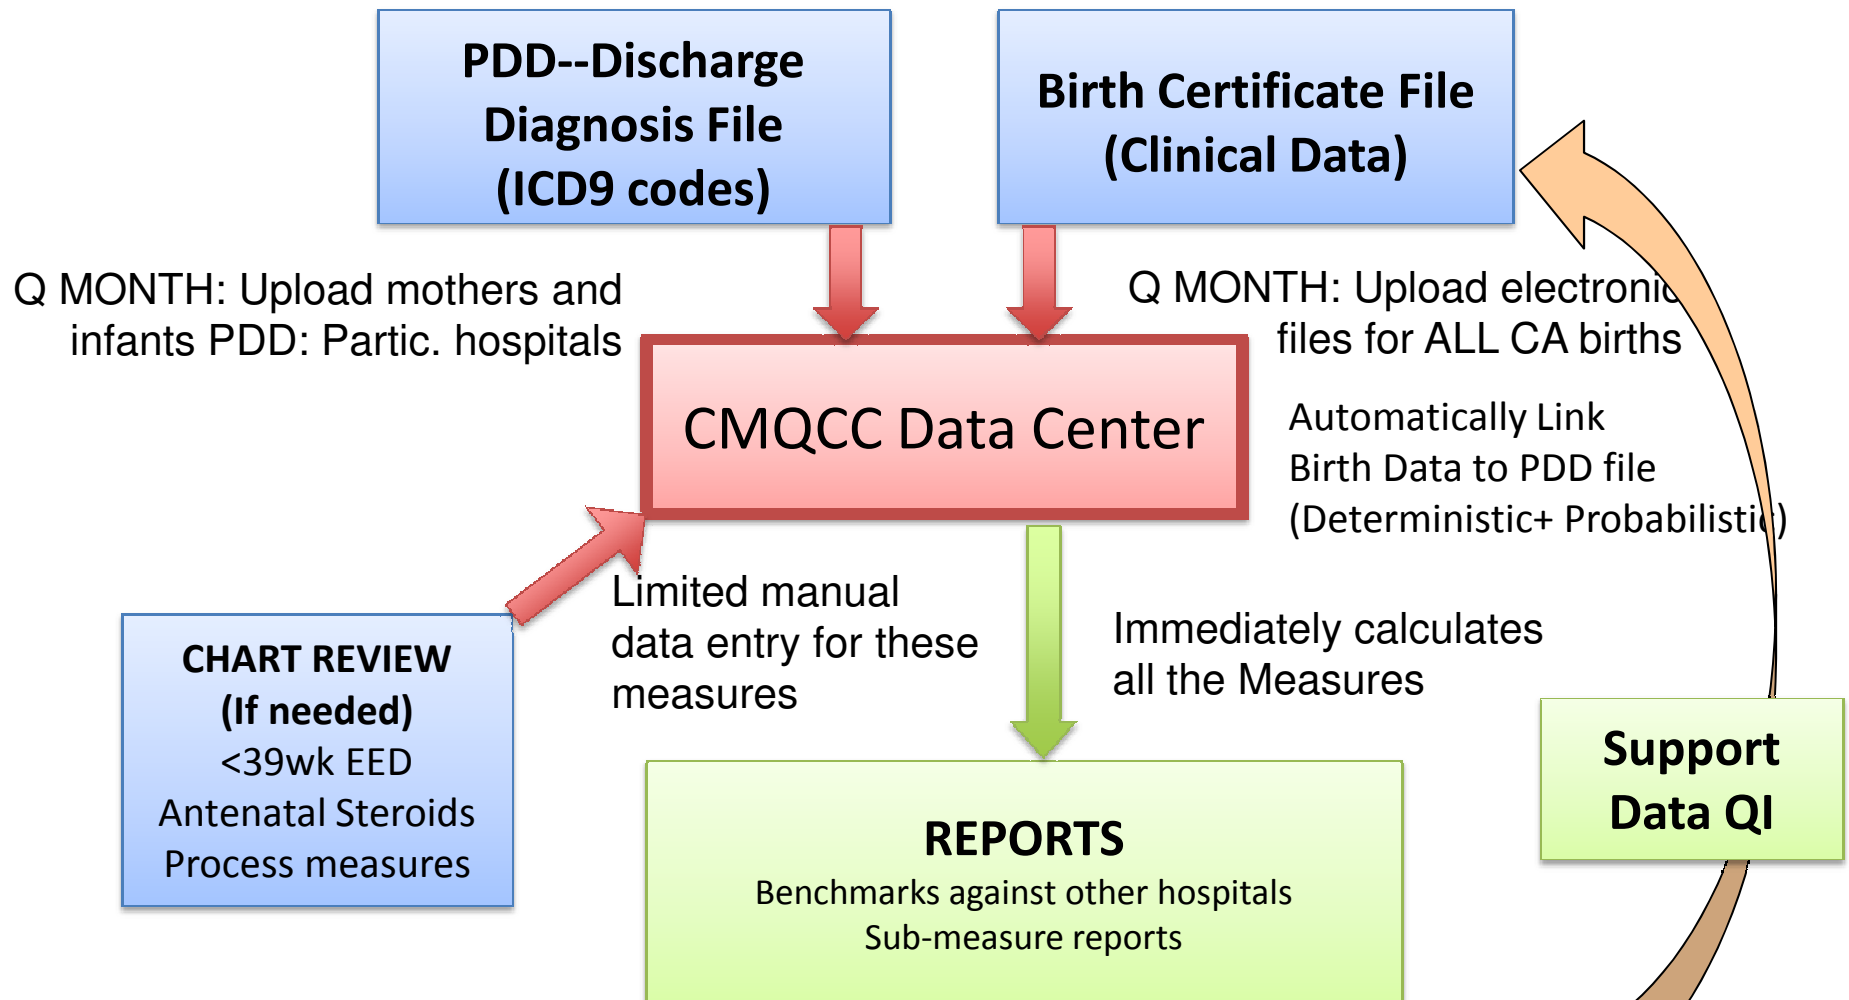 PDD--Discharge
Diagnosis File
(ICD9 codes)
Birth Certificate File
(Clinical Data)
Q MONTH: Upload mothers and
infants PDD: Partic. hospitals
Q MONTH: Upload electronic
files for ALL CA births
CMQCC Data Center
Automatically Link
Birth Data to PDD file
(Deterministic+ Probabilistic)
Limited manual
data entry for these
measures
Immediately calculates
all the Measures
CHART REVIEW
(If needed)
<39wk EED
Antenatal Steroids
Process measures
Support
Data QI
REPORTS
Benchmarks against other hospitals
Sub-measure reports